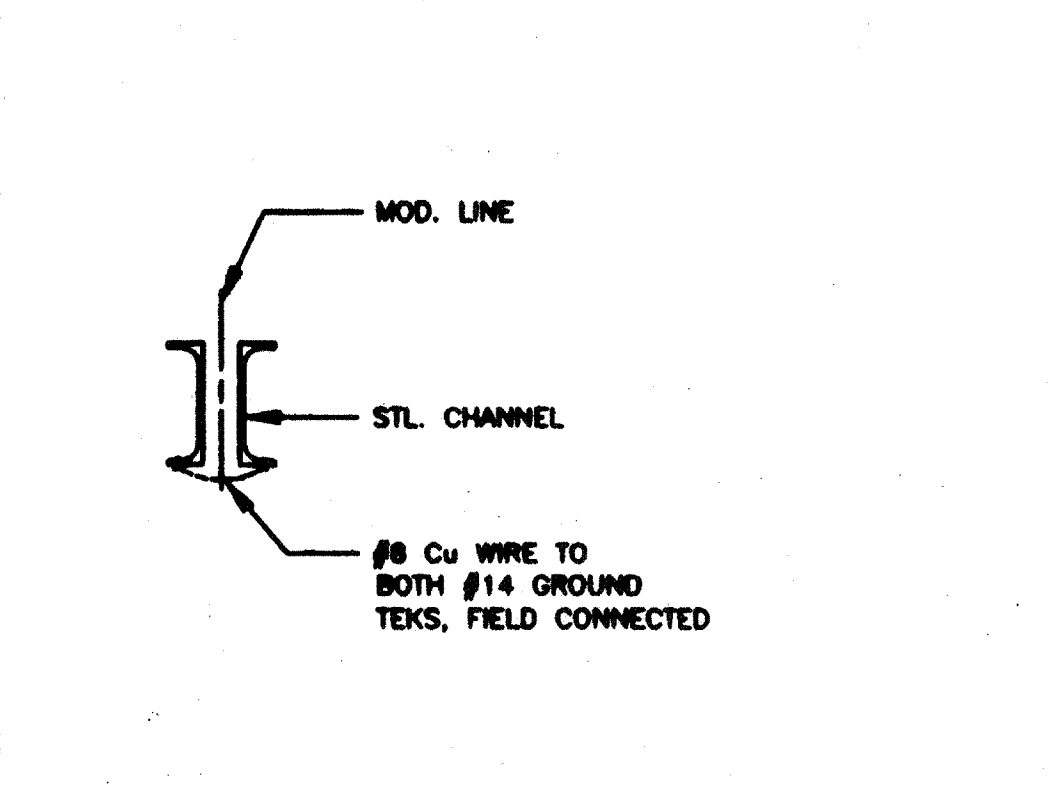 MOD. LINE
STL. CHANNEL
#8 Cu WIRE TO
BOTH #14 GROUND
TEKS, FIELD CONNECTED